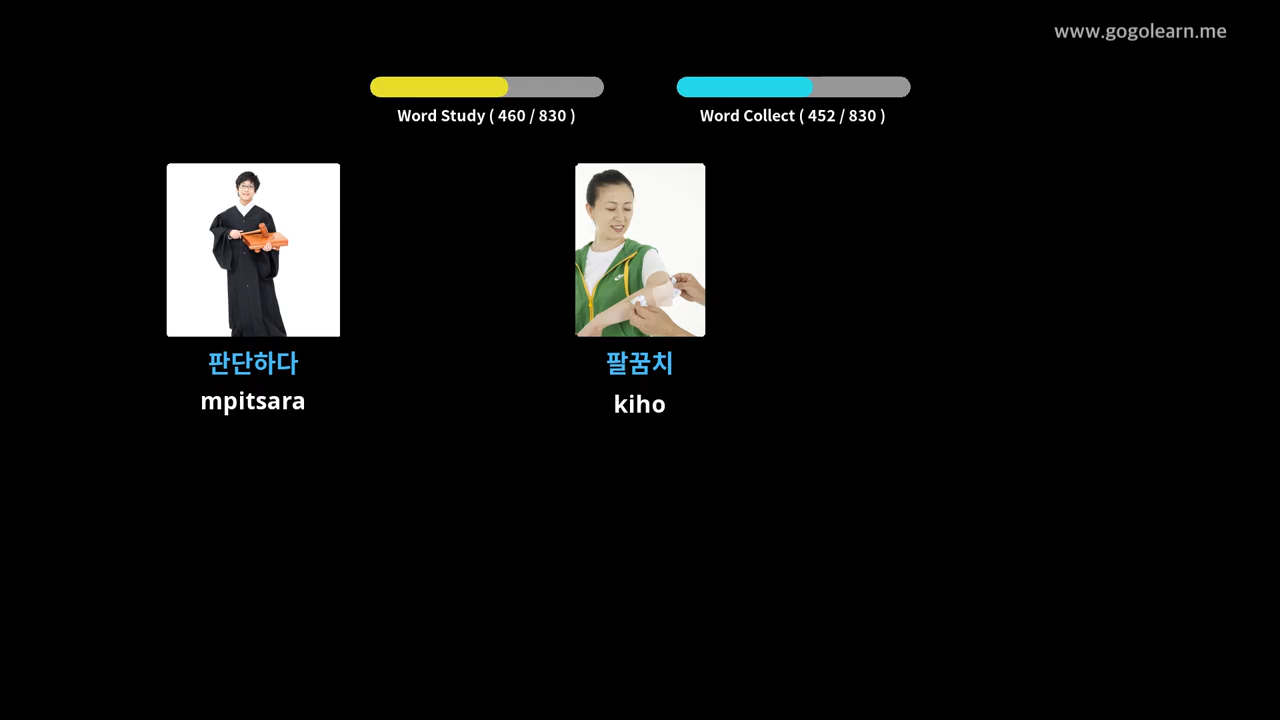 www.gogolearn.me
Word Study ( 460 / 830 )
Word Collect ( 452 / 830 )
판단하다
mpitsara
팔꿈치
kiho